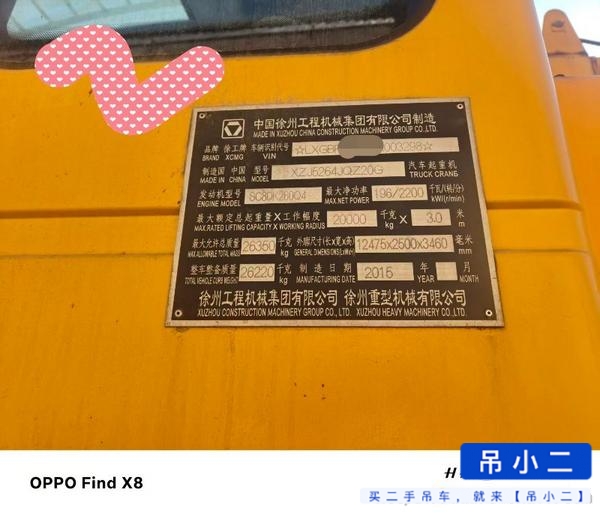 中国徐州工程机械集团有限公司制造
MADE IN XUZHOU CHINA CONSTRUCTION MACHINERY GROUP CO.,LTD.
品牌 徐工牌 车辆识别代号 ☆LXGBP 003298☆
BRAND XCMG VIN
制造国 中国 型号 XZJ5264JQZ20G 汽车起重机
MADE IN CHINA MODEL TRUCK CRANE
发动机型号 SC8DK260Q4 最大净功率 196/2200 千瓦/(转/分)
ENGINE MODEL MAX.NET POWER kW/(r/min)
最大额定总起重量×工作幅度 20000 千克 × 3.0 米
MAX.RATED LIFTING CAPACITY X WORKING RADIUS kg m
最大允许总质量 26350 千克 外廓尺寸(长x宽x高) 12475x2500x3460 毫米
MAX.ALLOWABLE TOTAL MASS kg GENERAL DIMENSIONS(LxWxH) mm
整车整备质量 26220 千克 制造日期 2015 年 月
TOTAL VEHICLE CURB WEIGHT kg MANUFACTURING DATE YEAR MONTH
徐州工程机械集团有限公司 徐州重型机械有限公司
XUZHOU CONSTRUCTION MACHINERY GROUP CO., LTD. XUZHOU HEAVY MACHINERY CO., LTD.
OPPO Find X8
吊小二
买二手吊车，就来【吊小二】